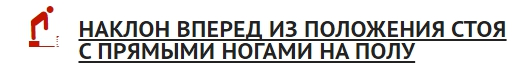 НАКЛОН ВПЕРЕД ИЗ ПОЛОЖЕНИЯ СТОЯ
С ПРЯМЫМИ НОГАМИ НА ПОЛУ